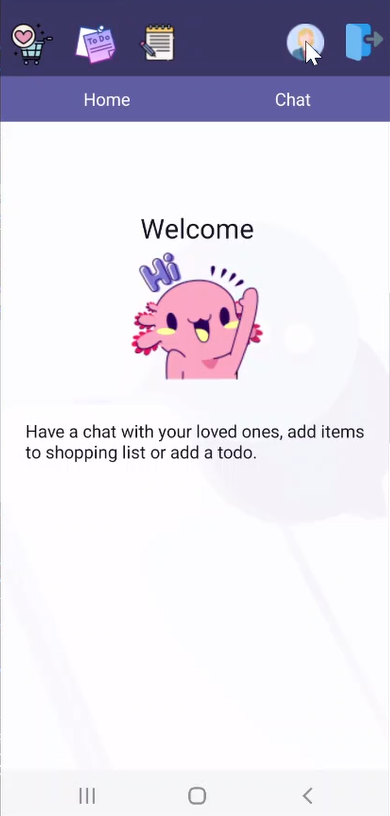 To Do
Home
Chat
Welcome
Hi
Have a chat with your loved ones, add items
to shopping list or add a todo.